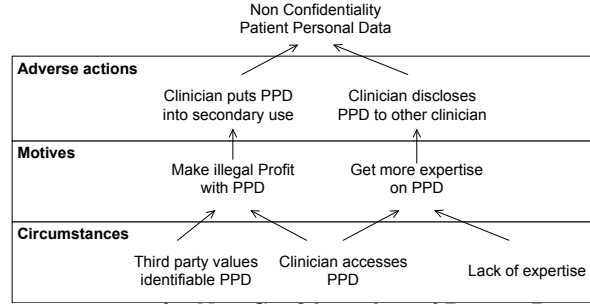 Non Confidentiality
Patient Personal Data
Adverse actions
Clinician puts PPD
into secondary use
Clinician discloses
PPD to other clinician
Motives
Make illegal Profit
with PPD
Get more expertise
on PPD
Circumstances
Third party values
identifiable PPD
Clinician accesses
PPD
Lack of expertise